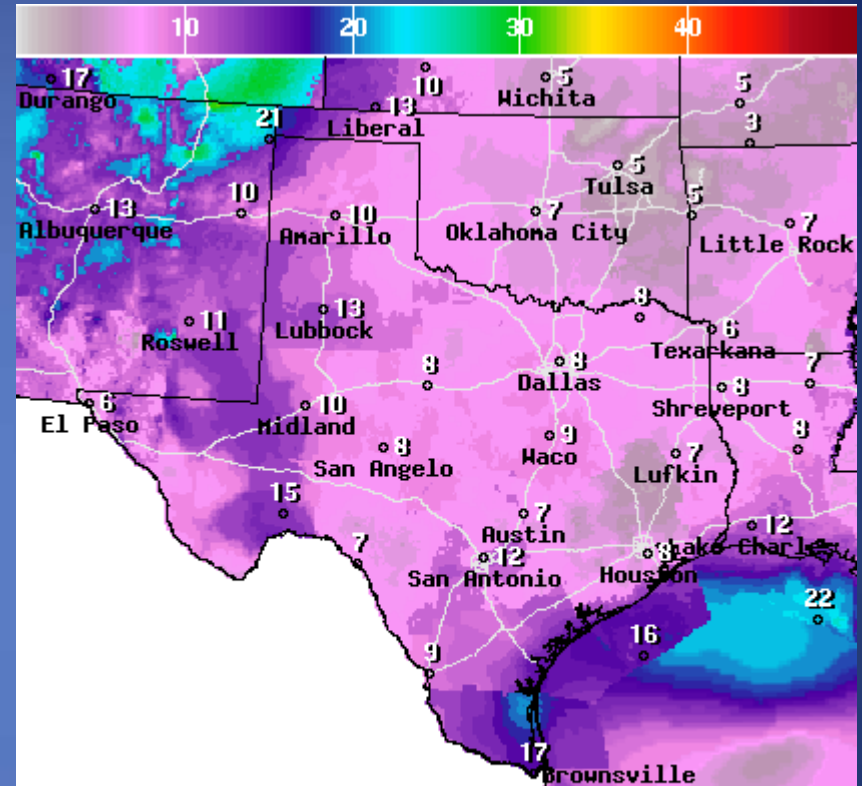 10 20 30 40
17 10 5 5
Durango Wichita
13
Liberal
21 3
5
Tulsa
13 10 10 7 5 7
Albuquerque Amarillo Oklahoma City Little Rock
11 13 8
Roswell Lubbock 6
Texarkana
8 8 7
Dallas 8
6 10 Shreveport
El Paso Midland
8 9 7 8
San Angelo Waco Lufkin
15 7 12
Austin
7 12 8 Lake Charles
San Antonio Houston
22
16
9
17
Brownsville